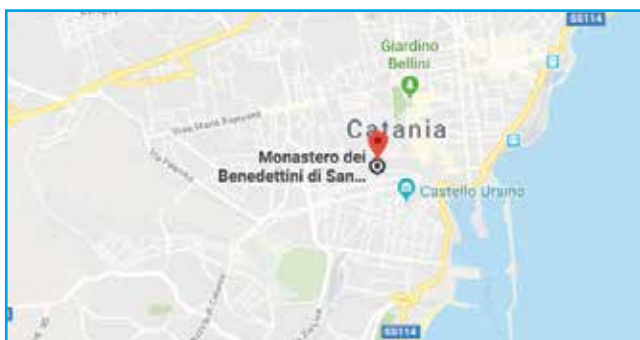 SS114
Giardino
Bellini
Catania
Monastero dei
Benedettini di San...
Castello Ursino
SS114